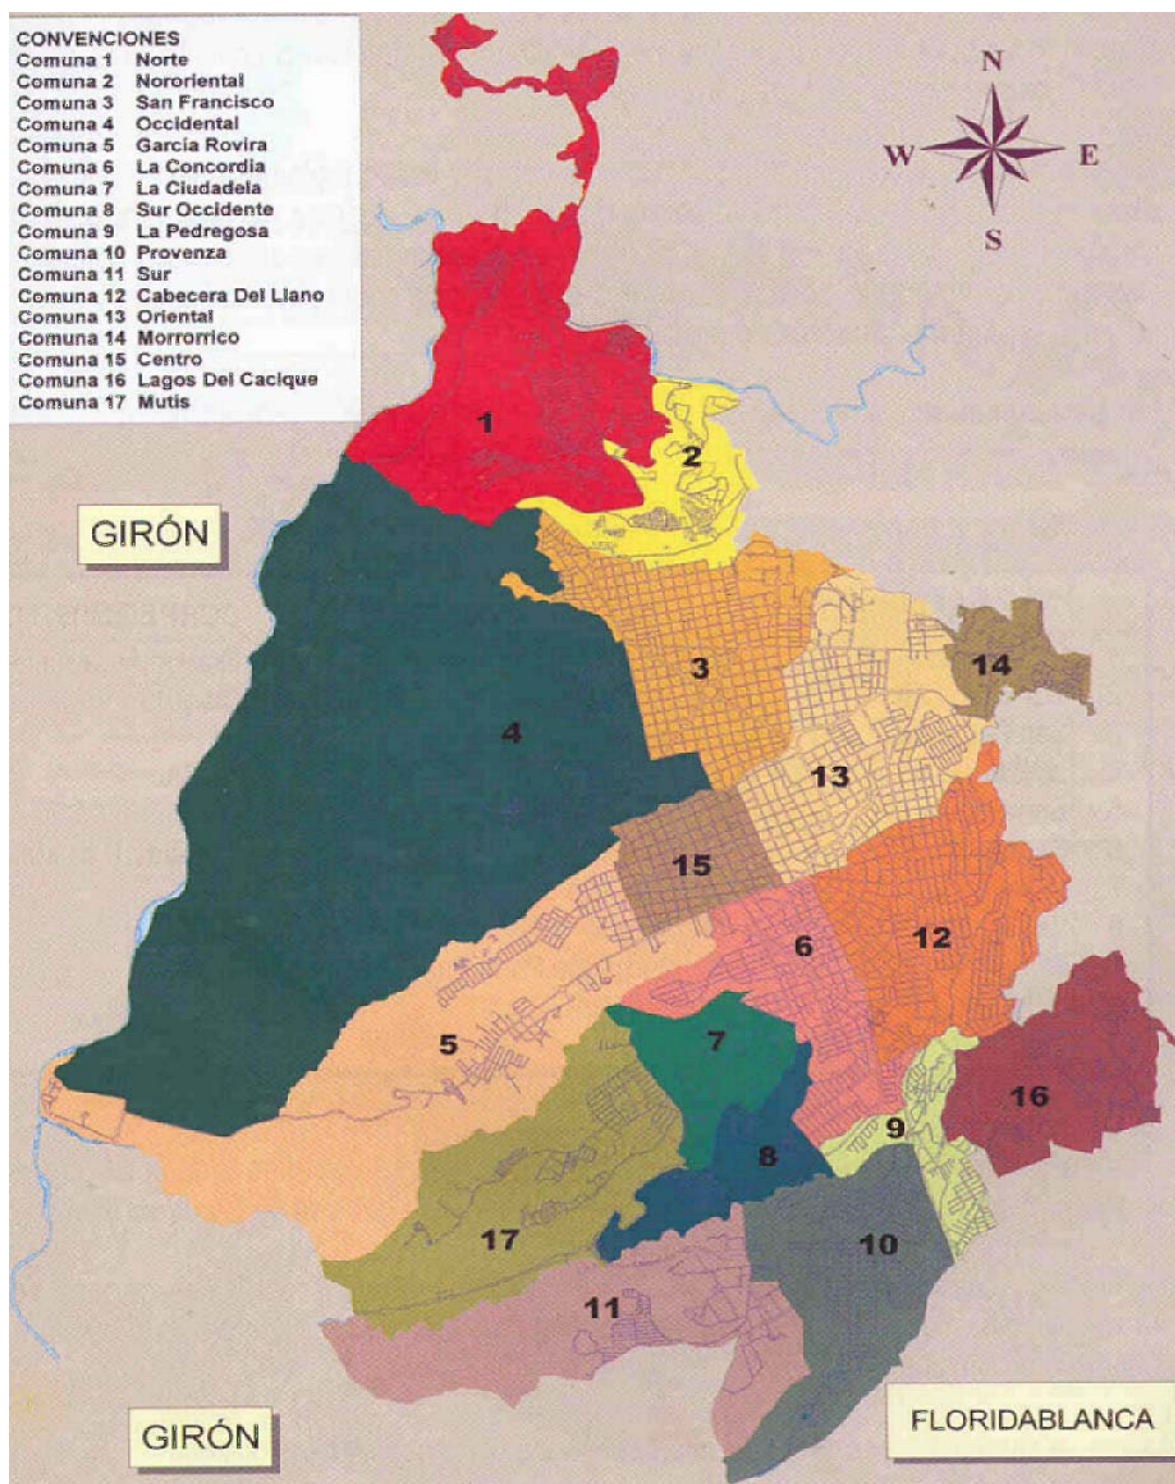 CONVENCIONES
Comuna 1 Norte
Comuna 2 Nororiental
Comuna 3 San Francisco
Comuna 4 Occidental
Comuna 5 García Rovira
Comuna 6 La Concordia
Comuna 7 La Ciudadela
Comuna 8 Sur Occidente
Comuna 9 La Pedregosa
Comuna 10 Provenza
Comuna 11 Sur
Comuna 12 Cabecera Del Llano
Comuna 13 Oriental
Comuna 14 Morrorrico
Comuna 15 Centro
Comuna 16 Lagos Del Cacique
Comuna 17 Mutis
N
W
E
S
1
2
GIRÓN
3
14
4
13
15
6
12
5
7
16
9
8
17
10
11
FLORIDABLANCA
GIRÓN